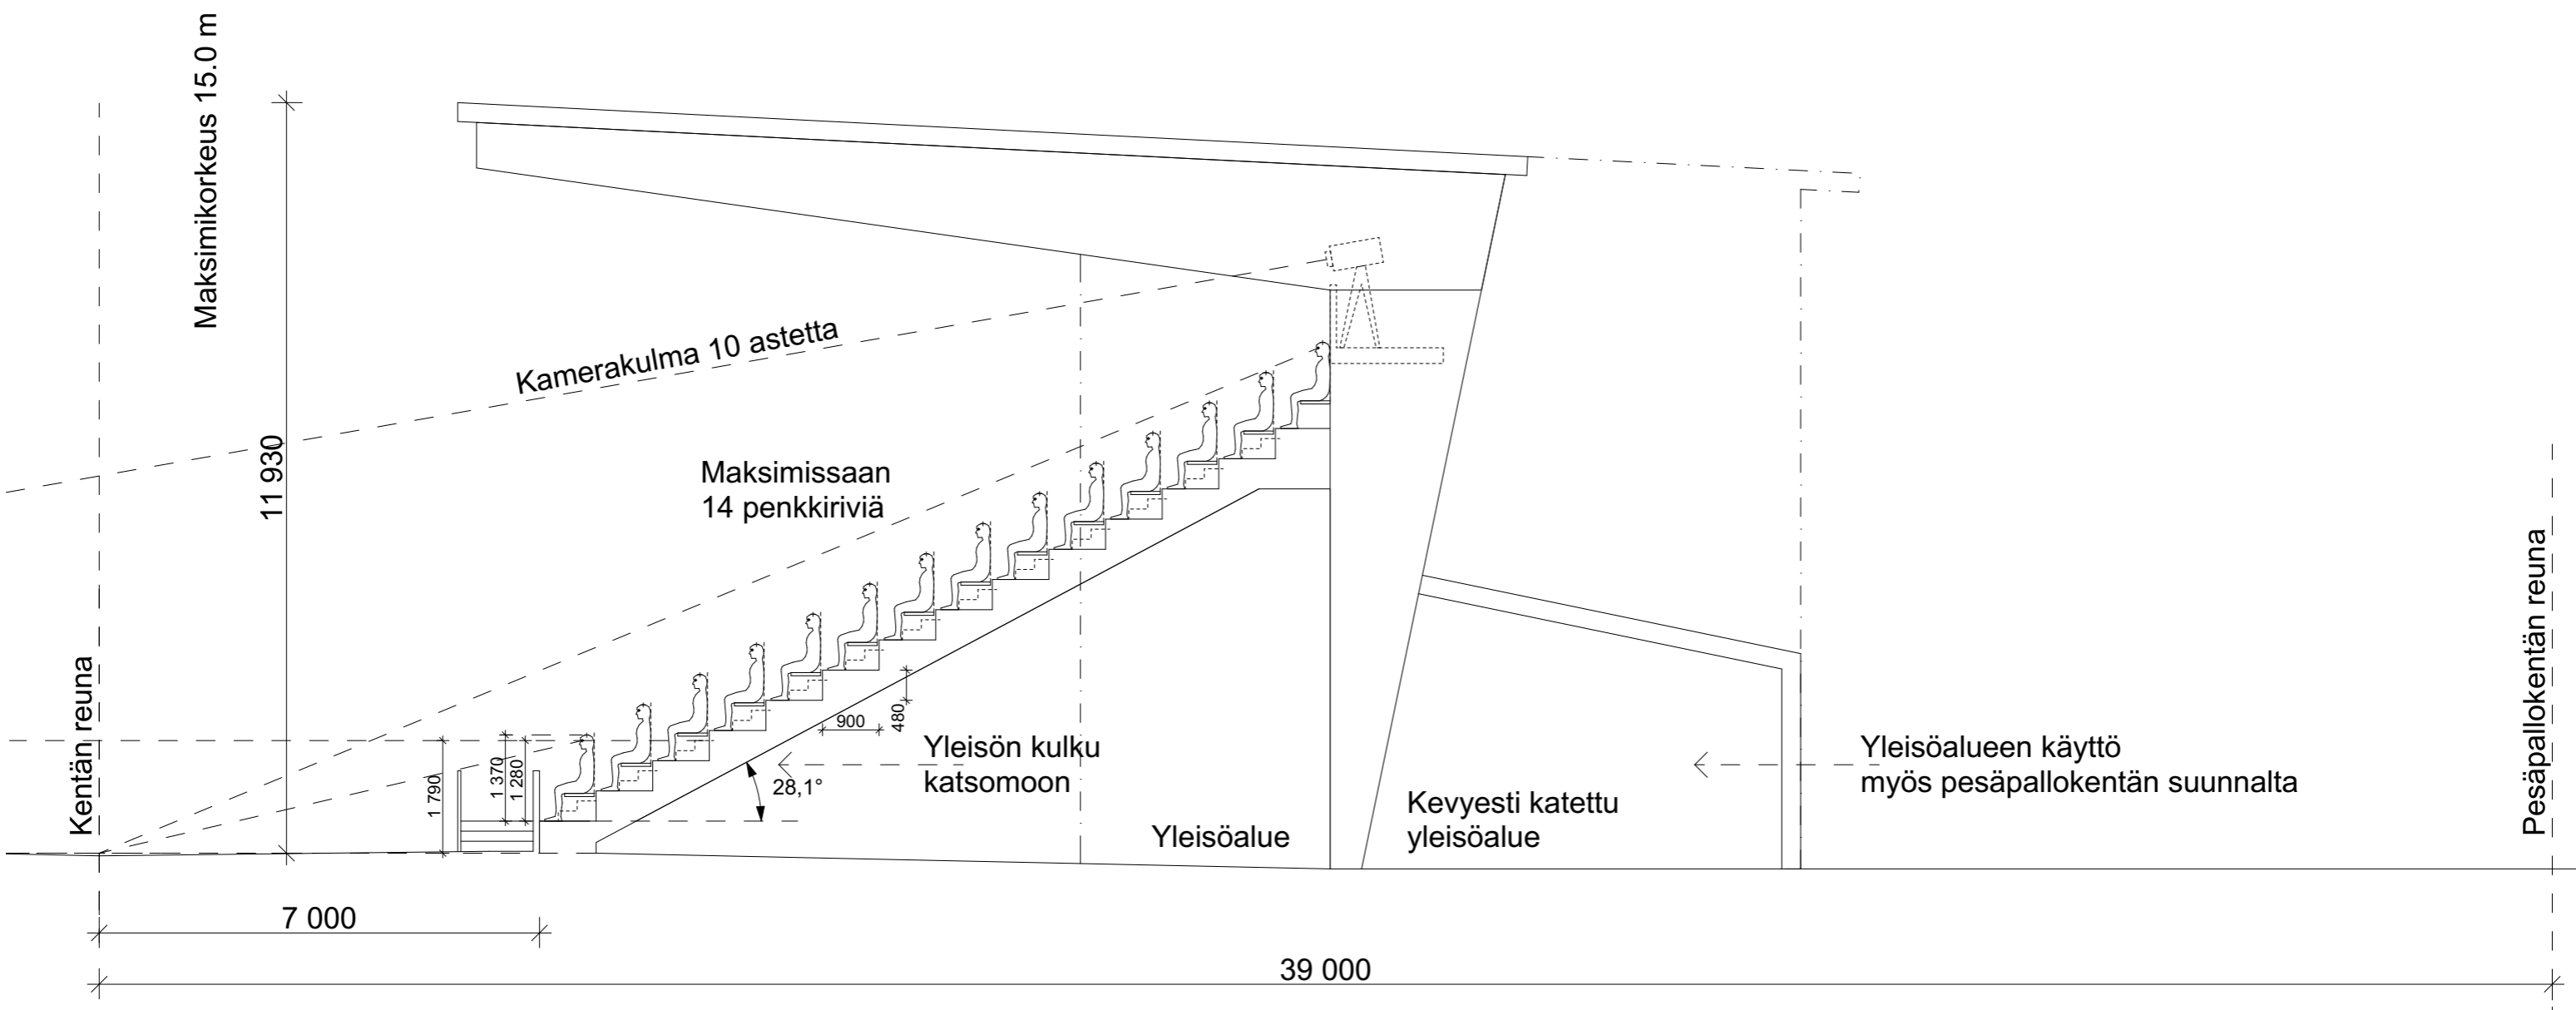 Maksimikorkeus 15.0 m
11 930
Kamerakulma 10 astetta
Maksimissaan
14 penkkiriviä
Kentän reuna
1 790
1 370
1 280
28,1°
900
480
Yleisön kulku
katsomoon
Yleisöalue
Kevyesti katettu
yleisöalue
Yleisöalueen käyttö
myös pesäpallokentän suunnalta
Pesäpallokentän reuna
7 000
39 000